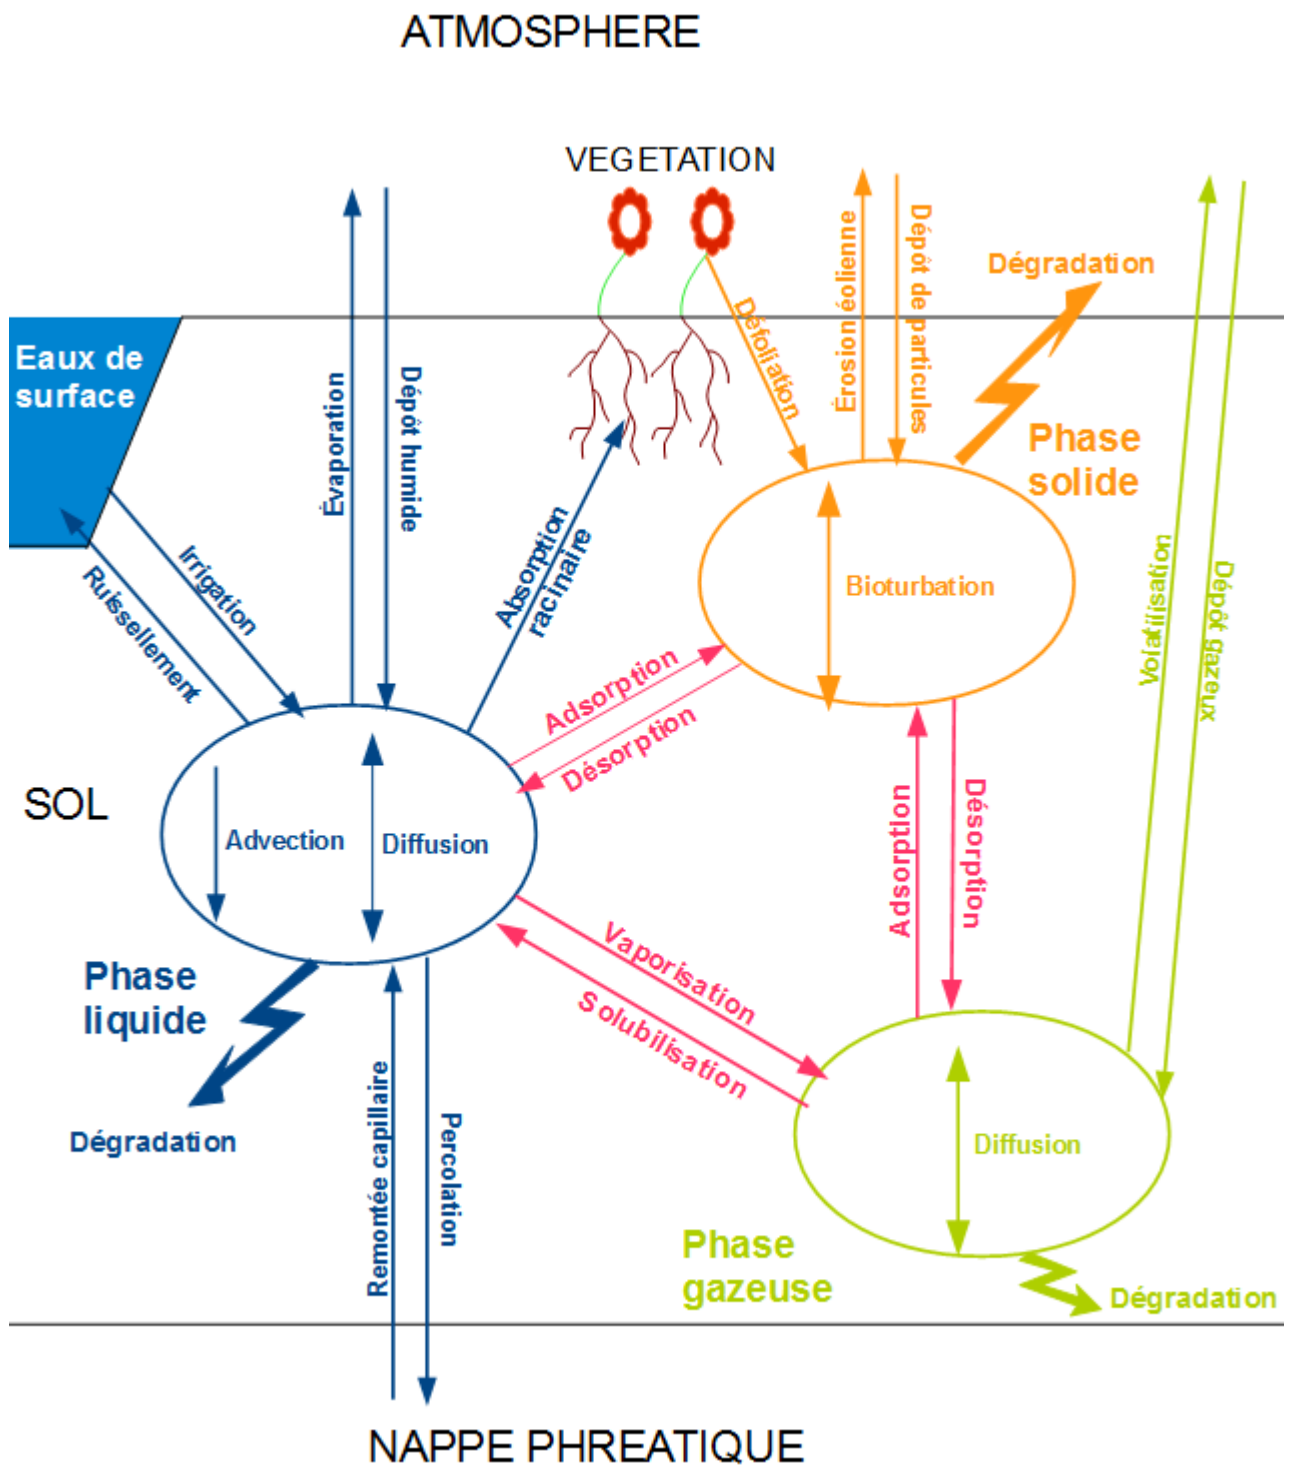 ATMOSPHERE
VEGETATION
Eaux de
surface
Évaporation
Dépôt humide
Irrigation
Ruissellement
Absorption
racinaire
Défoliation
Érosion éolienne
Dépôt de particules
Dégradation
Phase
solide
Bioturbation
Volatilisation
Dépôt gazeux
Adsorption
Désorption
SOL
Advection
Diffusion
Adsorption
Désorption
Vaporisation
Solubilisation
Phase
liquide
Dégradation
Remontée capillaire
Percolation
Diffusion
Phase
gazeuse
Dégradation
NAPPE PHREATIQUE